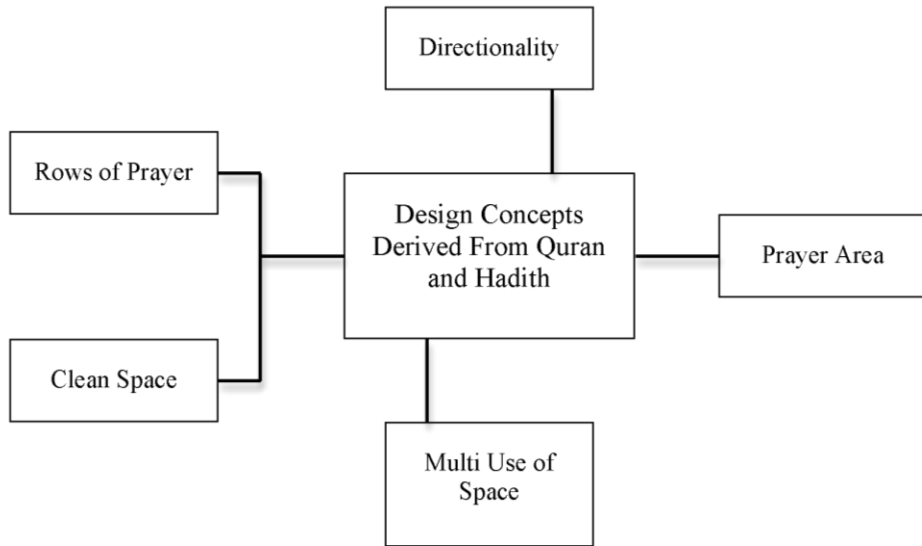 Directionality
Rows of Prayer
Design Concepts
Derived From Quran
and Hadith
Prayer Area
Clean Space
Multi Use of
Space